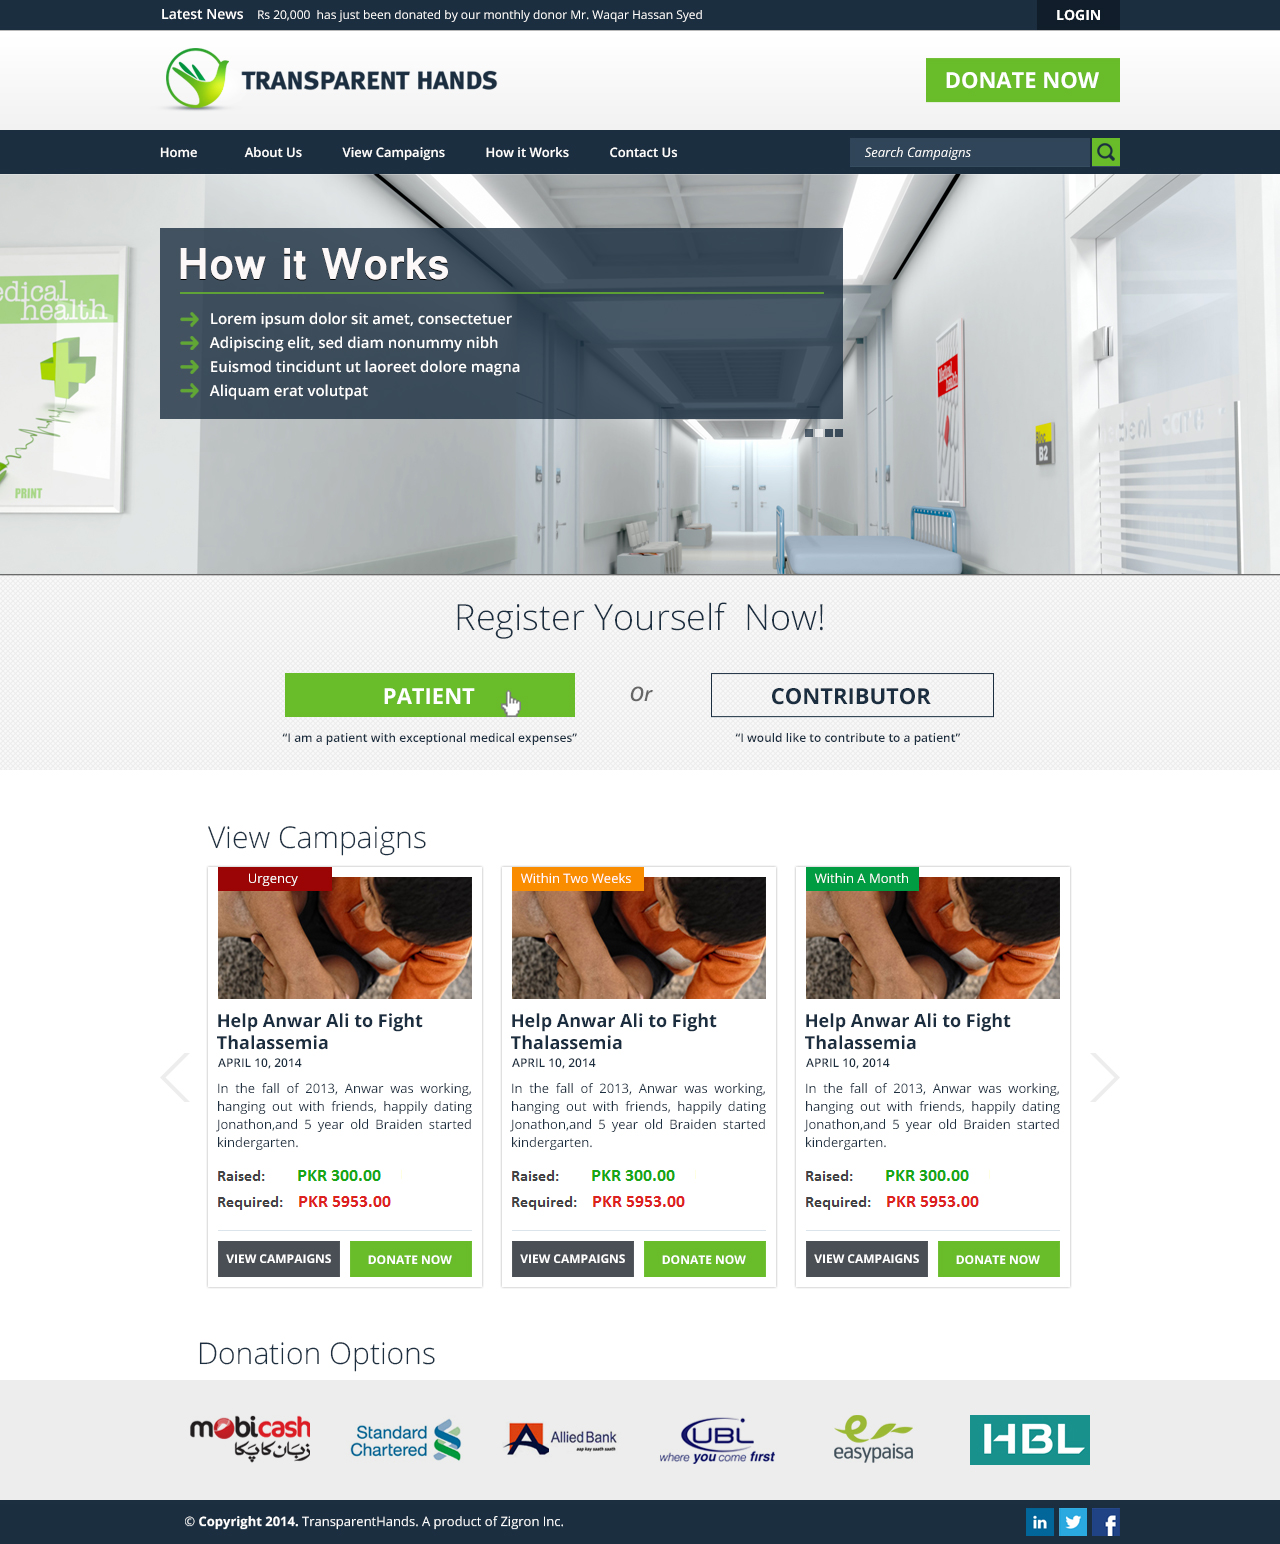 Latest News Rs 20,000 has just been donated by our monthly donor Mr. Waqar Hassan Syed
LOGIN
TRANSPARENT HANDS
DONATE NOW
Home About Us View Campaigns How it Works Contact Us
Search Campaigns
How it Works
Lorem ipsum dolor sit amet, consectetuer
Adipiscing elit, sed diam nonummy nibh
Euismod tincidunt ut laoreet dolore magna
Aliquam erat volutpat
edical
health
PRINT
B2
Register Yourself Now!
PATIENT
Or
CONTRIBUTOR
“I am a patient with exceptional medical expenses”
“I would like to contribute to a patient”
View Campaigns
Urgency
Help Anwar Ali to Fight
Thalassemia
APRIL 10, 2014
In the fall of 2013, Anwar was working,
hanging out with friends, happily dating
Jonathon,and 5 year old Braiden started
kindergarten.
Raised: PKR 300.00
Required: PKR 5953.00
VIEW CAMPAIGNS DONATE NOW
Within Two Weeks
Help Anwar Ali to Fight
Thalassemia
APRIL 10, 2014
In the fall of 2013, Anwar was working,
hanging out with friends, happily dating
Jonathon,and 5 year old Braiden started
kindergarten.
Raised: PKR 300.00
Required: PKR 5953.00
VIEW CAMPAIGNS DONATE NOW
Within A Month
Help Anwar Ali to Fight
Thalassemia
APRIL 10, 2014
In the fall of 2013, Anwar was working,
hanging out with friends, happily dating
Jonathon,and 5 year old Braiden started
kindergarten.
Raised: PKR 300.00
Required: PKR 5953.00
VIEW CAMPAIGNS DONATE NOW
Donation Options
mobicash
Standard
Chartered
Allied Bank
aap kay saath saath
UBL
where you come first
easypaisa
HBL
© Copyright 2014. TransparentHands. A product of Zigron Inc.
in
f